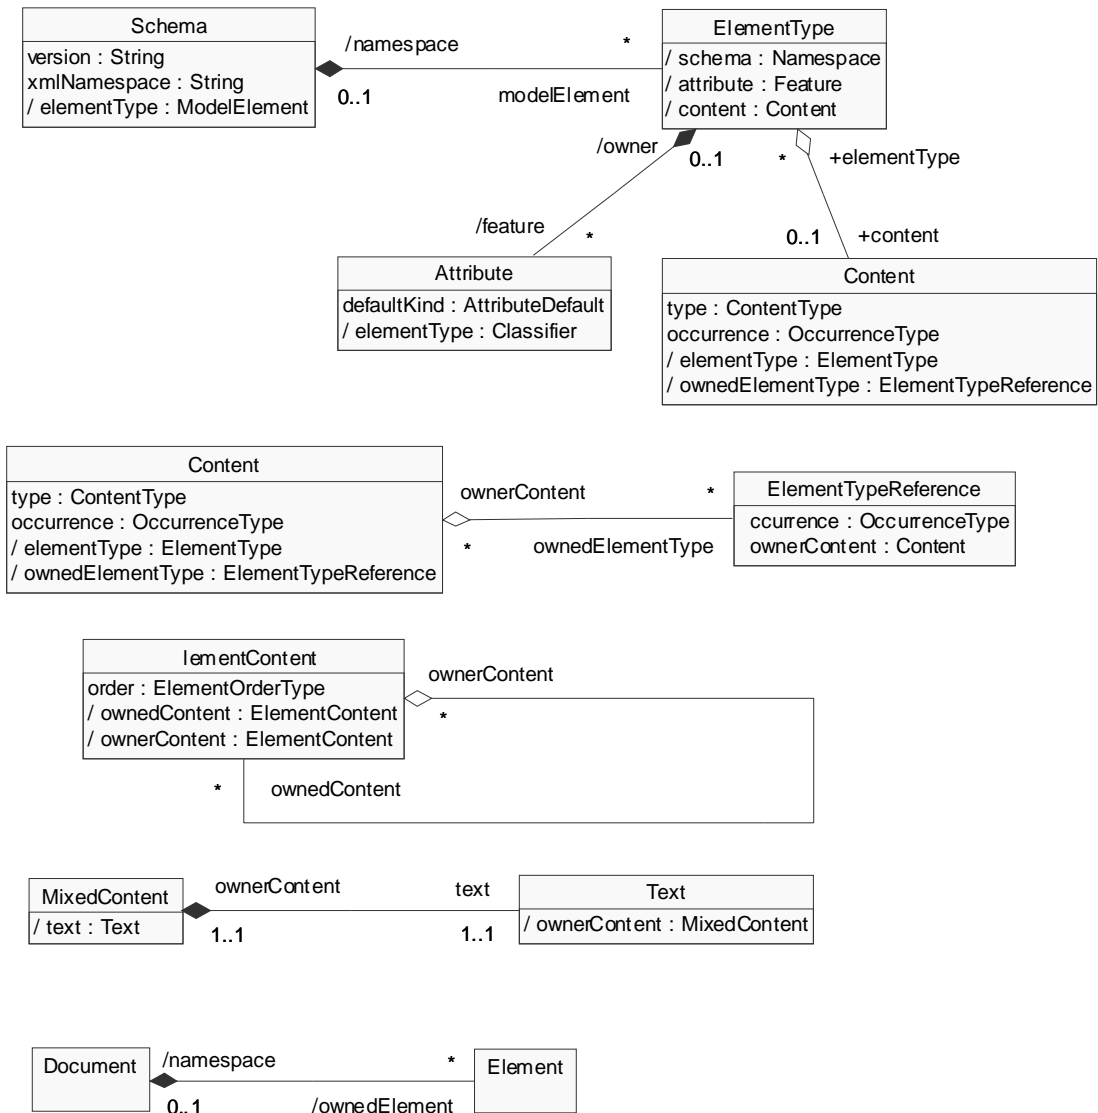 Schema
version : String
xmlNamespace : String
/ elementType : ModelElement
/namespace
*
0..1
modelElement
ElementType
/ schema : Namespace
/ attribute : Feature
/ content : Content
/owner
0..1
*
+elementType
/feature
*
0..1
+content
Attribute
defaultKind : AttributeDefault
/ elementType : Classifier
Content
type : ContentType
occurrence : OccurrenceType
/ elementType : ElementType
/ ownedElementType : ElementTypeReference
Content
type : ContentType
occurrence : OccurrenceType
/ elementType : ElementType
/ ownedElementType : ElementTypeReference
ownerContent
*
*
ownedElementType
ElementTypeReference
ccurrence : OccurrenceType
ownerContent : Content
lementContent
order : ElementOrderType
/ ownedContent : ElementContent
/ ownerContent : ElementContent
ownerContent
*
*
ownedContent
MixedContent
/ text : Text
ownerContent
text
1..1
1..1
Text
/ ownerContent : MixedContent
Document
/namespace
*
0..1
/ownedElement
Element